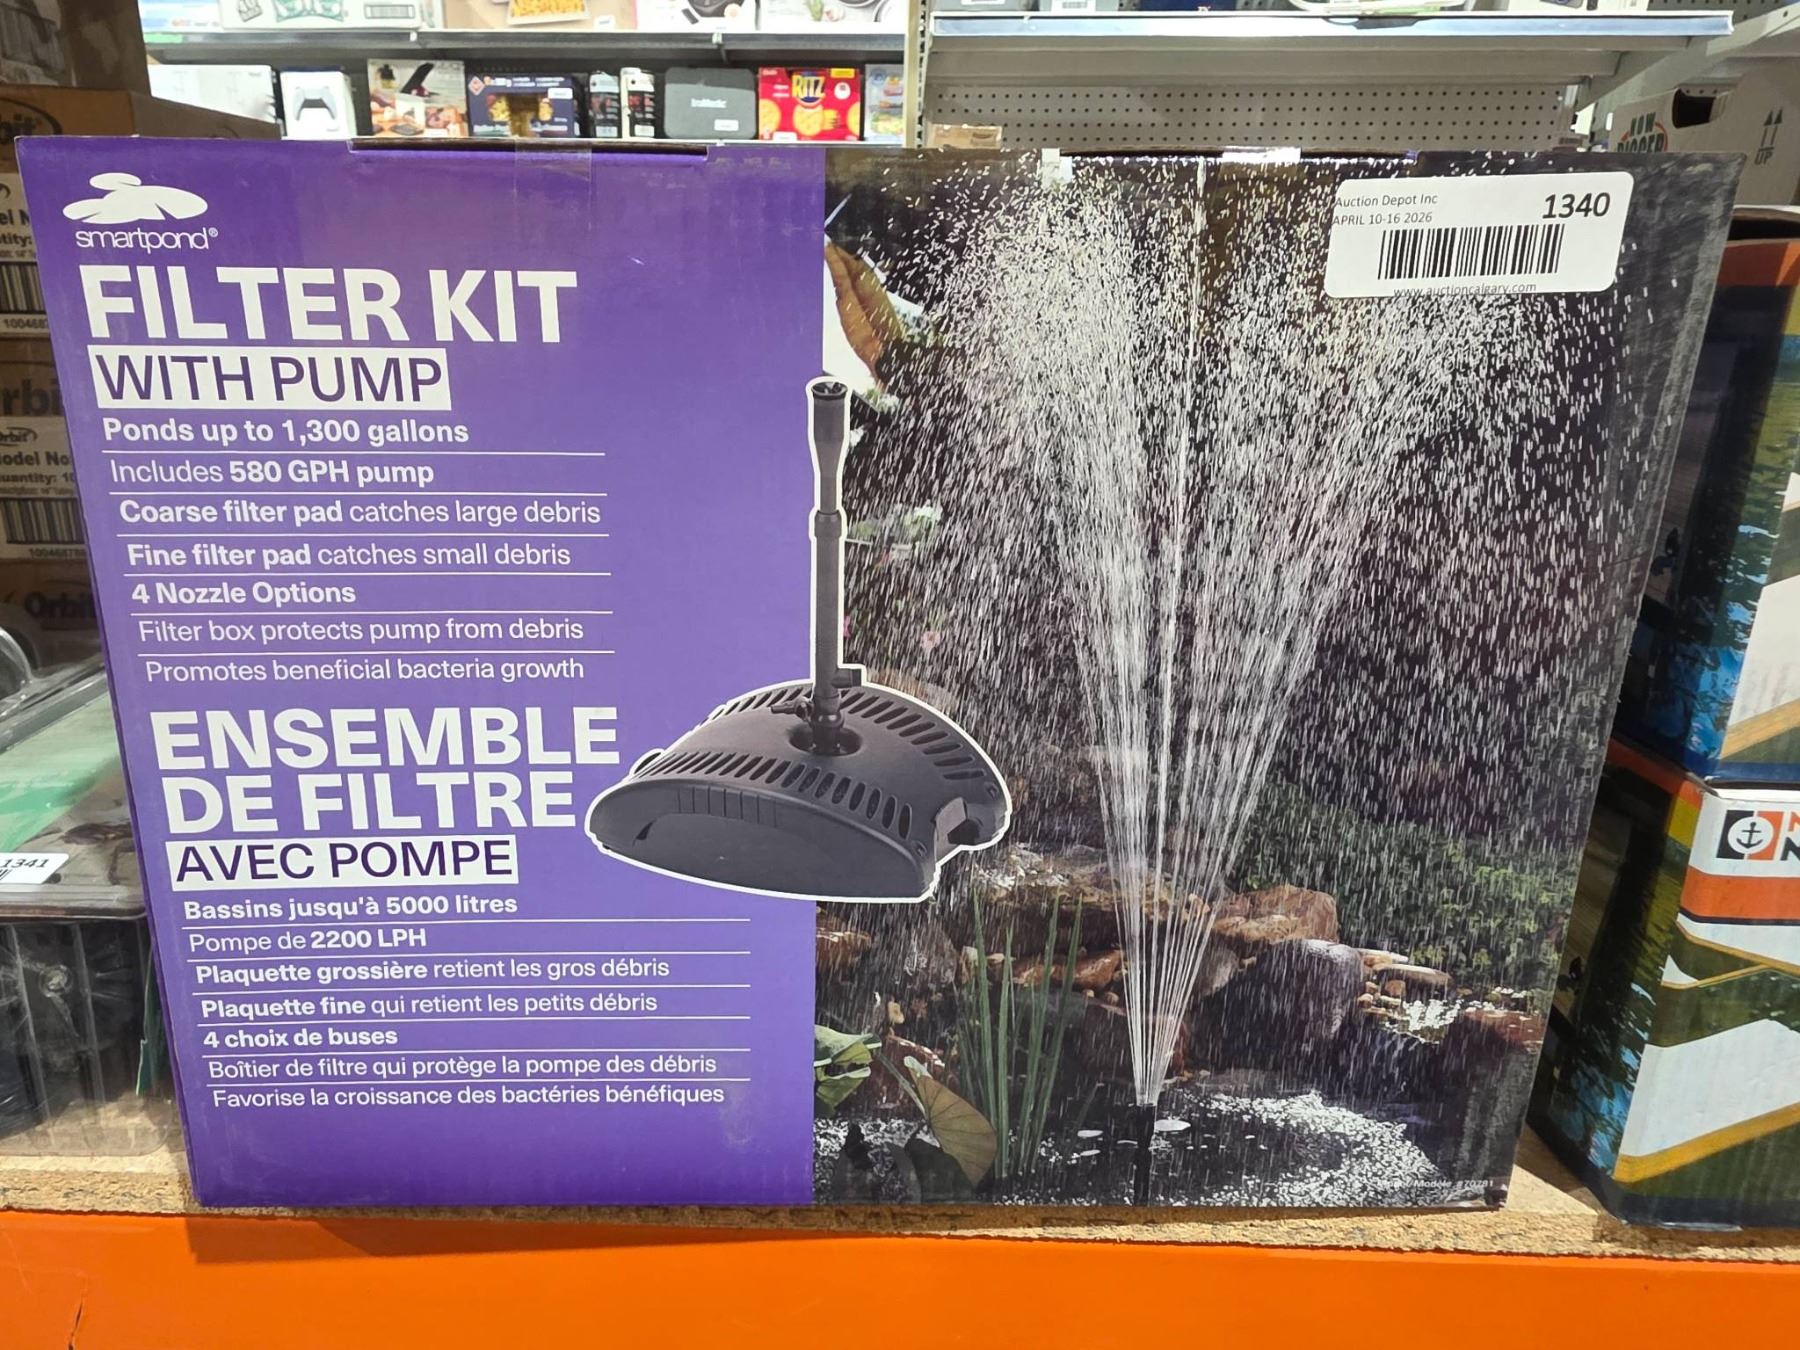 RITZ
UP
Auction Depot Inc
1340
APRIL 10-16 2026
www.auctioncalgary.com
smartpond®
FILTER KIT
WITH PUMP
Ponds up to 1,300 gallons
Includes 580 GPH pump
Coarse filter pad catches large debris
Fine filter pad catches small debris
4 Nozzle Options
Filter box protects pump from debris
Promotes beneficial bacteria growth
ENSEMBLE
DE FILTRE
AVEC POMPE
Bassins jusqu'à 5000 litres
Pompe de 2200 LPH
Plaquette grossière retient les gros débris
Plaquette fine qui retient les petits débris
4 choix de buses
Boîtier de filtre qui protège la pompe des débris
Favorise la croissance des bactéries bénéfiques
1341
Orbit